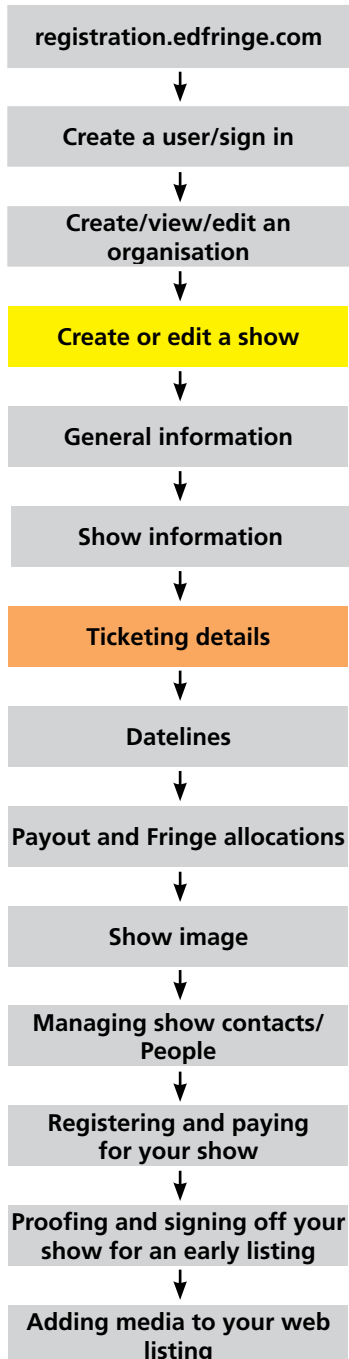 registration.edfringe.com
Create a user/sign in
Create/view/edit an
organisation
Create or edit a show
General information
Show information
Ticketing details
Datelines
Payout and Fringe allocations
Show image
Managing show contacts/
People
Registering and paying
for your show
Proofing and signing off your
show for an early listing
Adding media to your web
listing